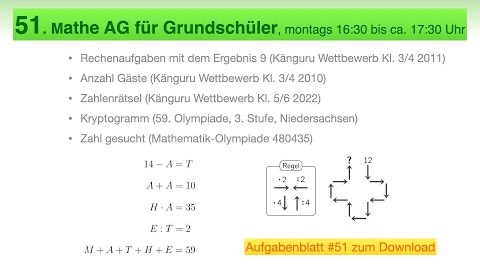 51. Mathe AG für Grundschüler, montags 16:30 bis ca. 17:30 Uhr
• Rechenaufgaben mit dem Ergebnis 9 (Känguru Wettbewerb Kl. 3/4 2011)
• Anzahl Gäste (Känguru Wettbewerb Kl. 3/4 2010)
• Zahlenrätsel (Känguru Wettbewerb Kl. 5/6 2022)
• Kryptogramm (59. Olympiade, 3. Stufe, Niedersachsen)
• Zahl gesucht (Mathematik-Olympiade 480435)
14 − A = T
A + A = 10
H · A = 35
E : T = 2
M + A + T + H + E = 59
Regel
·2 :2
·4 :4
? 12
Aufgabenblatt #51 zum Download